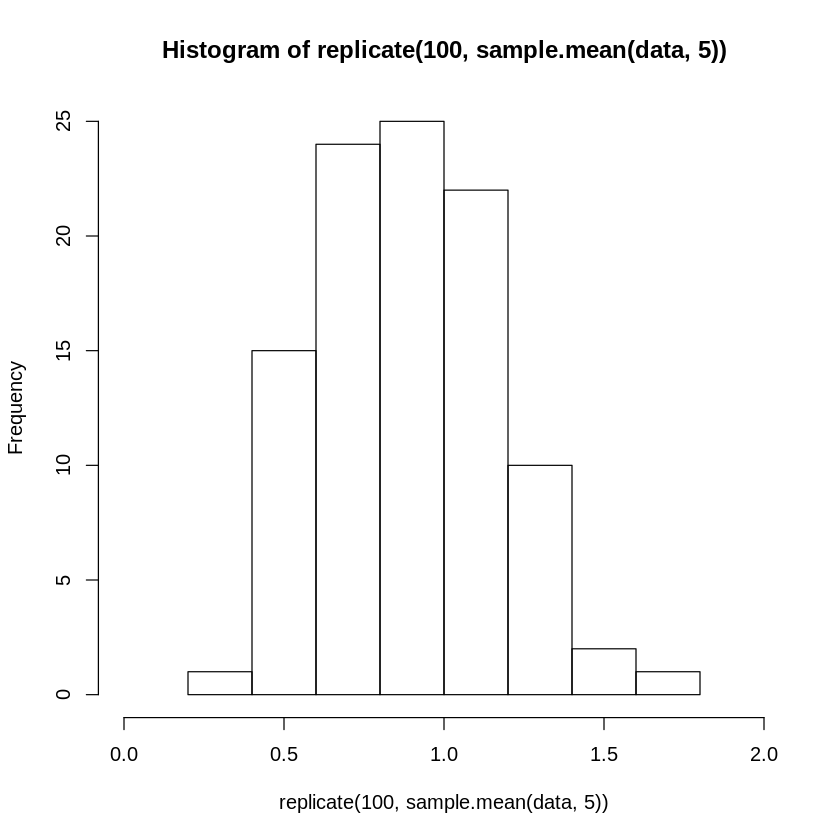 Histogram of replicate(100, sample.mean(data, 5))
Frequency
25
20
15
10
5
0
0.0 0.5 1.0 1.5 2.0
replicate(100, sample.mean(data, 5))